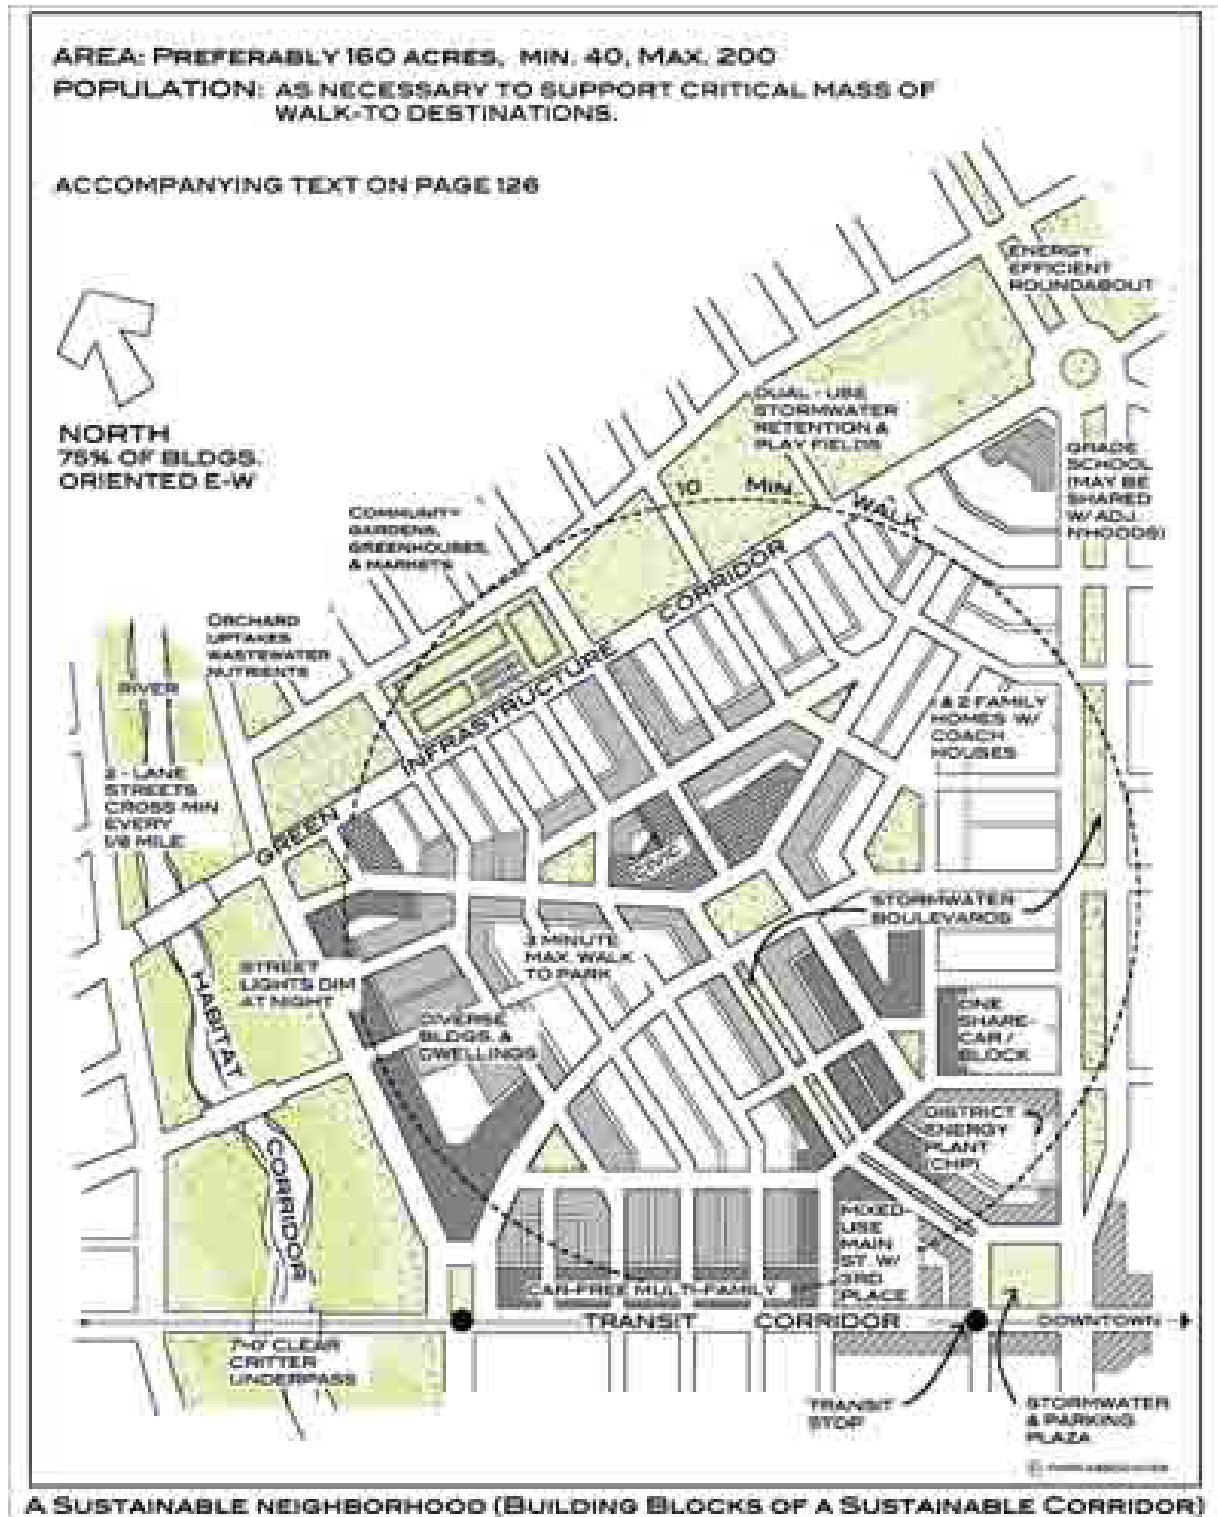 AREA: PREFERABLY 160 ACRES, MIN. 40, MAX. 200
POPULATION: AS NECESSARY TO SUPPORT CRITICAL MASS OF
WALK-TO DESTINATIONS.
ACCOMPANYING TEXT ON PAGE 126
ENERGY
EFFICIENT
ROUNDABOUT
NORTH
75% OF BLDGS.
ORIENTED E-W
DUAL-USE
STORMWATER
RETENTION &
PLAY FIELDS
GRADE
SCHOOL
(MAY BE
SHARED
W/ ADJ.
N'HOODS)
10 MIN. WALK
COMMUNITY
GARDENS,
GREENHOUSES,
& MARKETS
ORCHARD
UPTAKES
WASTEWATER
NUTRIENTS
RIVER
GREEN INFRASTRUCTURE CORRIDOR
1 & 2 FAMILY
HOMES W/
COACH
HOUSES
2-LANE
STREETS
CROSS MIN
EVERY
1/8 MILE
CIVIC
STORMWATER
BOULEVARDS
3 MINUTE
MAX. WALK
TO PARK
STREET
LIGHTS DIM
AT NIGHT
HABITAT CORRIDOR
DIVERSE
BLDGS. &
DWELLINGS
ONE
SHARE-
CAR /
BLOCK
DISTRICT
ENERGY
PLANT
(CHP)
MIXED-
USE
MAIN
ST. W/
3RD
PLACE
CAR-FREE MULTI-FAMILY
TRANSIT CORRIDOR
DOWNTOWN
7'-0" CLEAR
CRITTER
UNDERPASS
TRANSIT
STOP
STORMWATER
& PARKING
PLAZA
A SUSTAINABLE NEIGHBORHOOD (BUILDING BLOCKS OF A SUSTAINABLE CORRIDOR)